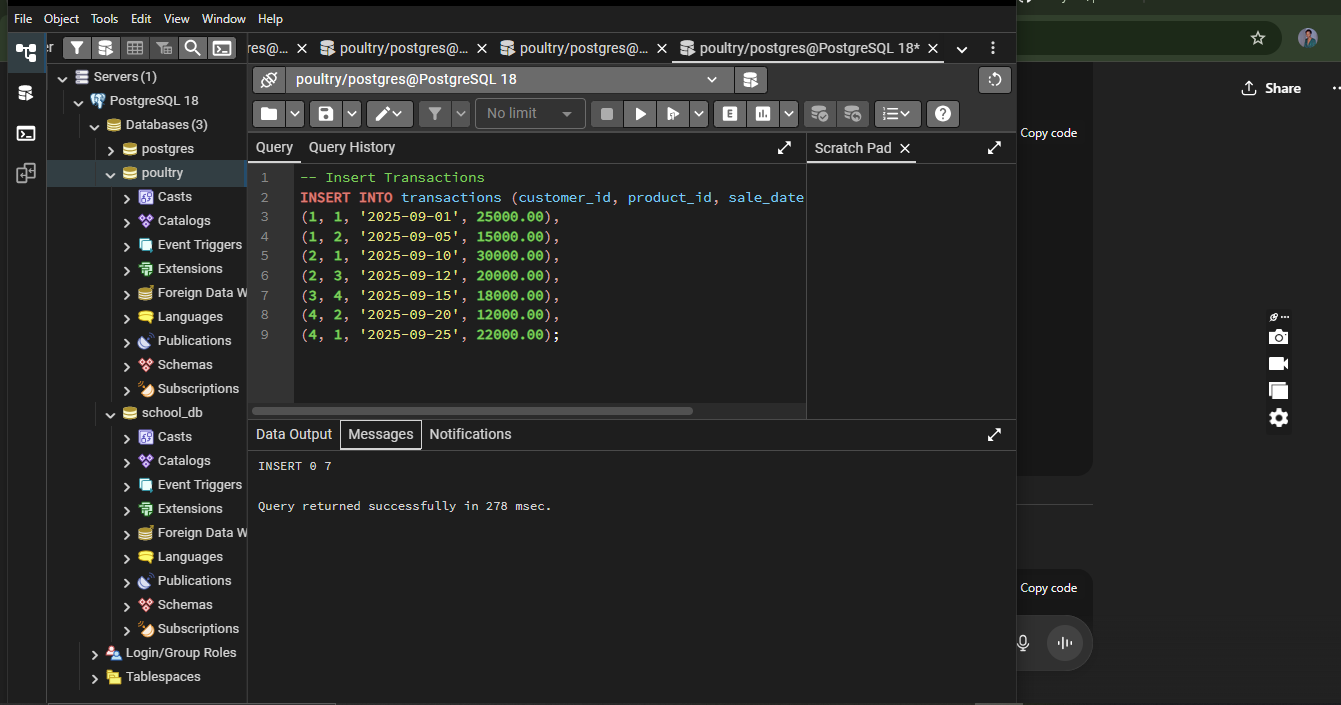 File Object Tools Edit View Window Help
res@...
poultry/postgres@...
poultry/postgres@...
poultry/postgres@PostgreSQL 18*
poultry/postgres@PostgreSQL 18
No limit
E
Servers (1)
PostgreSQL 18
Databases (3)
postgres
poultry
Casts
Catalogs
Event Triggers
Extensions
Foreign Data W
Languages
Publications
Schemas
Subscriptions
school_db
Casts
Catalogs
Event Triggers
Extensions
Foreign Data W
Languages
Publications
Schemas
Subscriptions
Login/Group Roles
Tablespaces
Query Query History
Scratch Pad
1 -- Insert Transactions
2 INSERT INTO transactions (customer_id, product_id, sale_date
3 (1, 1, '2025-09-01', 25000.00),
4 (1, 2, '2025-09-05', 15000.00),
5 (2, 1, '2025-09-10', 30000.00),
6 (2, 3, '2025-09-12', 20000.00),
7 (3, 4, '2025-09-15', 18000.00),
8 (4, 2, '2025-09-20', 12000.00),
9 (4, 1, '2025-09-25', 22000.00);
Data Output Messages Notifications
INSERT 0 7
Query returned successfully in 278 msec.
Share
Copy code
Copy code